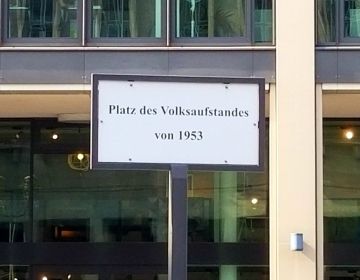 Platz des Volksaufstandes
von 1953